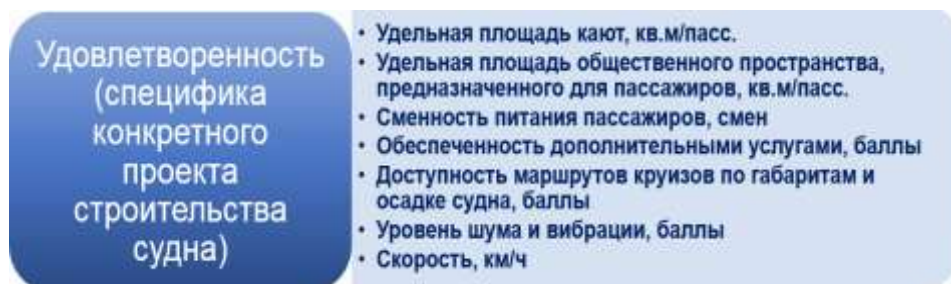 Удовлетворенность
(специфика
конкретного
проекта
строительства
судна)
• Удельная площадь кают, кв.м/пасс.
• Удельная площадь общественного пространства,
предназначенного для пассажиров, кв.м/пасс.
• Сменность питания пассажиров, смен
• Обеспеченность дополнительными услугами, баллы
• Доступность маршрутов круизов по габаритам и
осадке судна, баллы
• Уровень шума и вибрации, баллы
• Скорость, км/ч